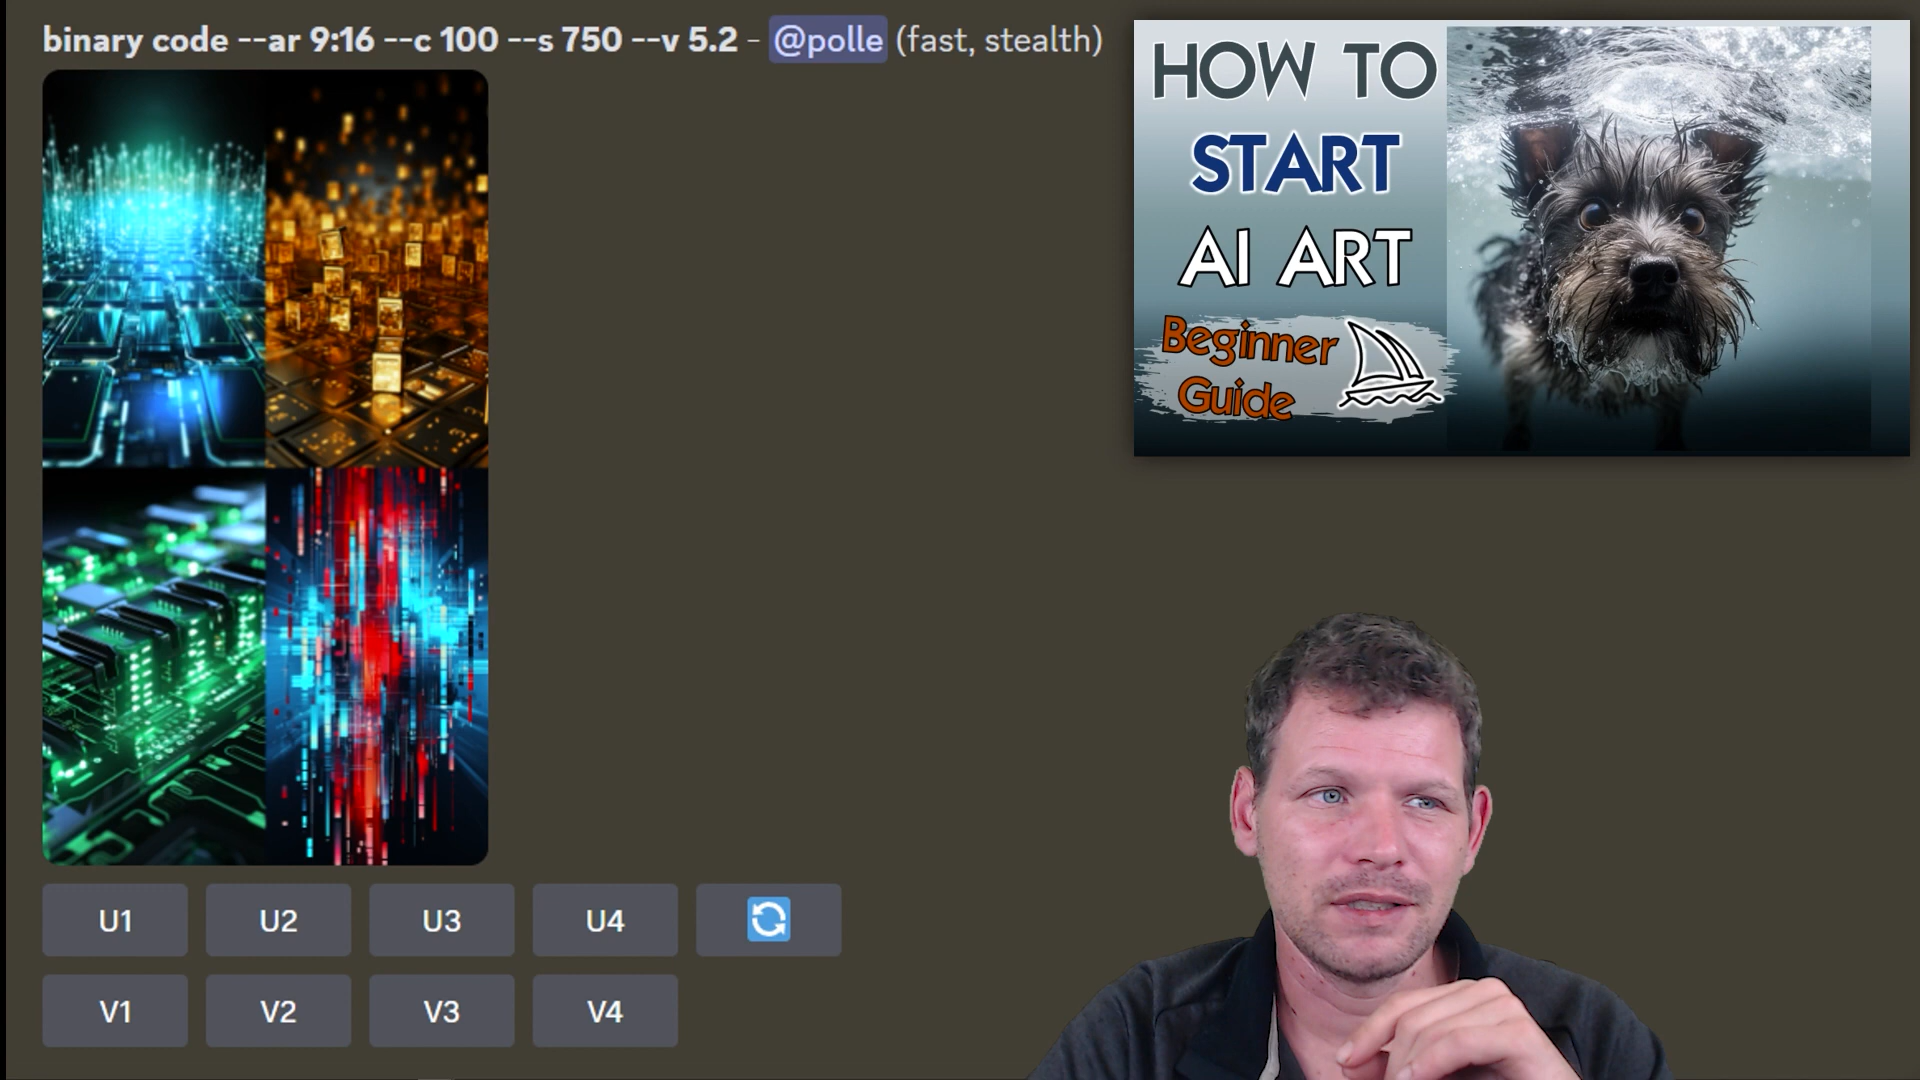 binary code --ar 9:16 --c 100 --s 750 --v 5.2 - @polle (fast, stealth)
U1 U2 U3 U4
V1 V2 V3 V4
HOW TO
START
AI ART
Beginner
Guide